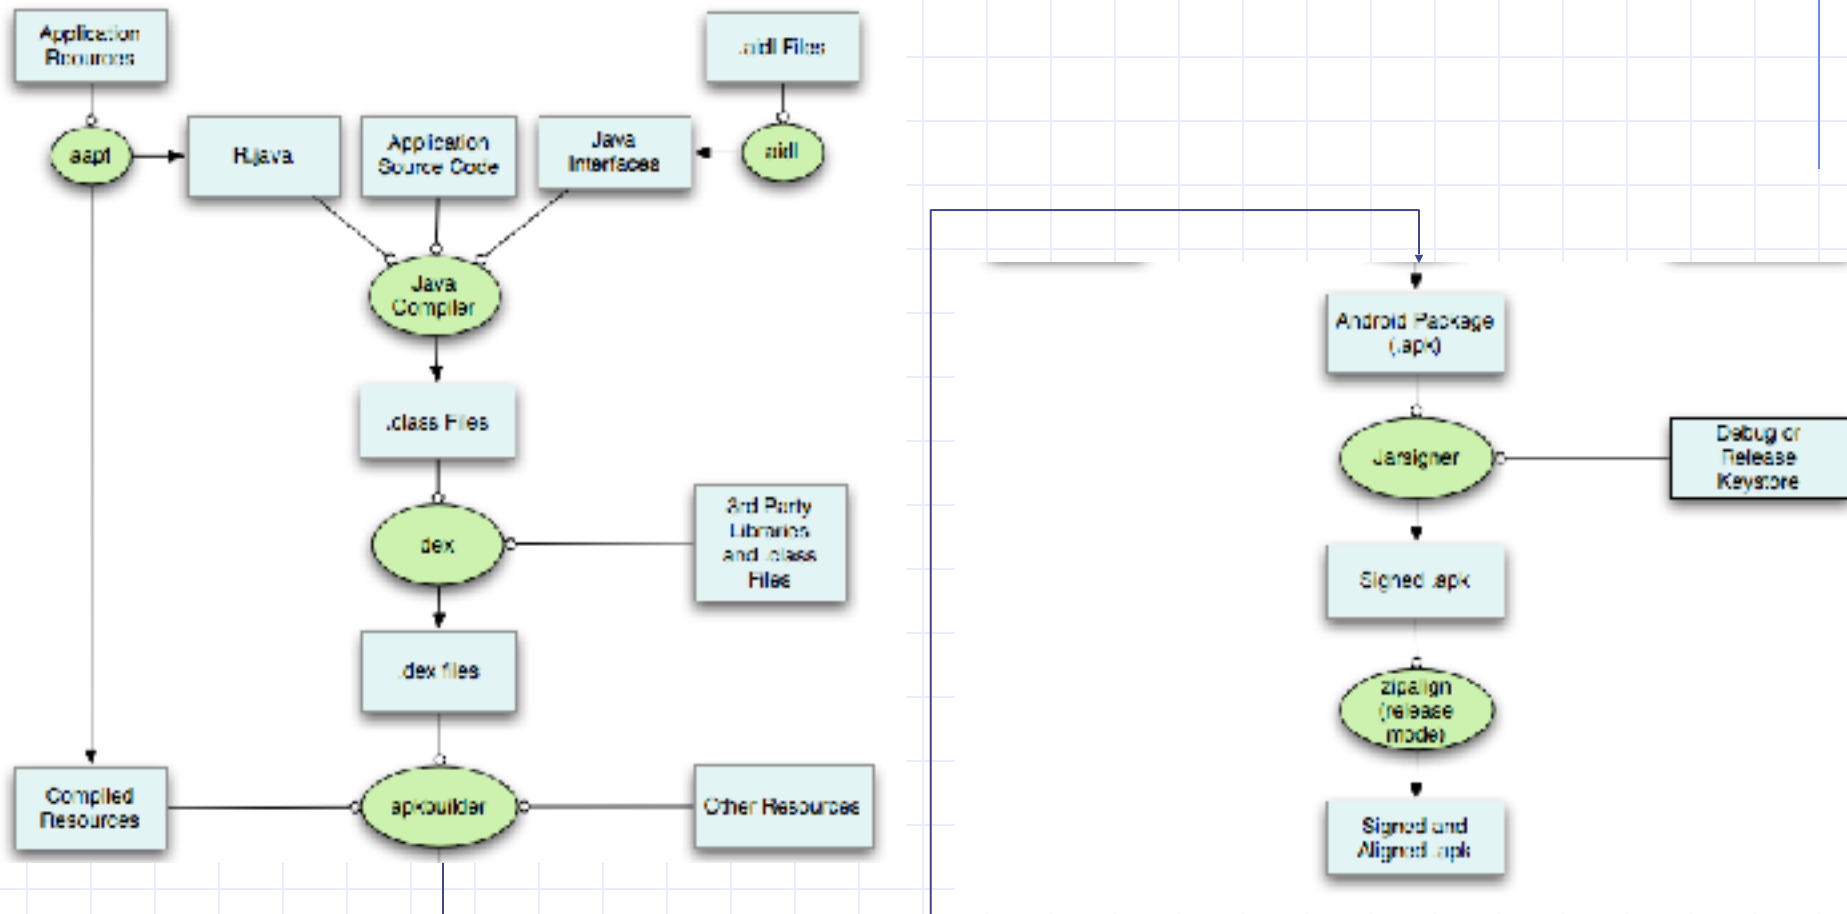 Application
Reources
.aidl Files
aapt
R.java
Application
Source Code
Java
Interfaces
aidl
Java
Compiler
.class Files
dex
3rd Party
Libraries
and .class
Files
.dex files
Compiled
Resources
apkbuilder
Other Resources
Android Package
(.apk)
Jarsigner
Debug or
Release
Keystore
Signed .apk
zipalign
(release
mode)
Signed and
Aligned .apk